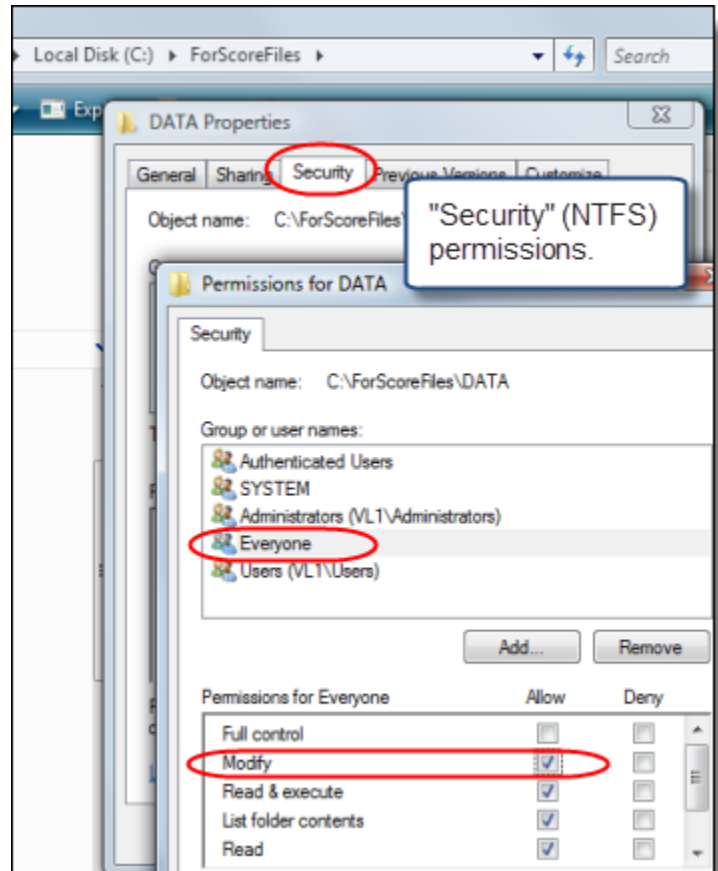 Local Disk (C:) ▸ ForScoreFiles ▸
Search
Exp
DATA Properties
General Sharing Security Previous Versions Customize
Object name: C:\ForScoreFiles\
"Security" (NTFS)
permissions.
Permissions for DATA
Security
Object name: C:\ForScoreFiles\DATA
Group or user names:
Authenticated Users
SYSTEM
Administrators (VL1\Administrators)
Everyone
Users (VL1\Users)
Add... Remove
Permissions for Everyone Allow Deny
Full control
Modify
Read & execute
List folder contents
Read